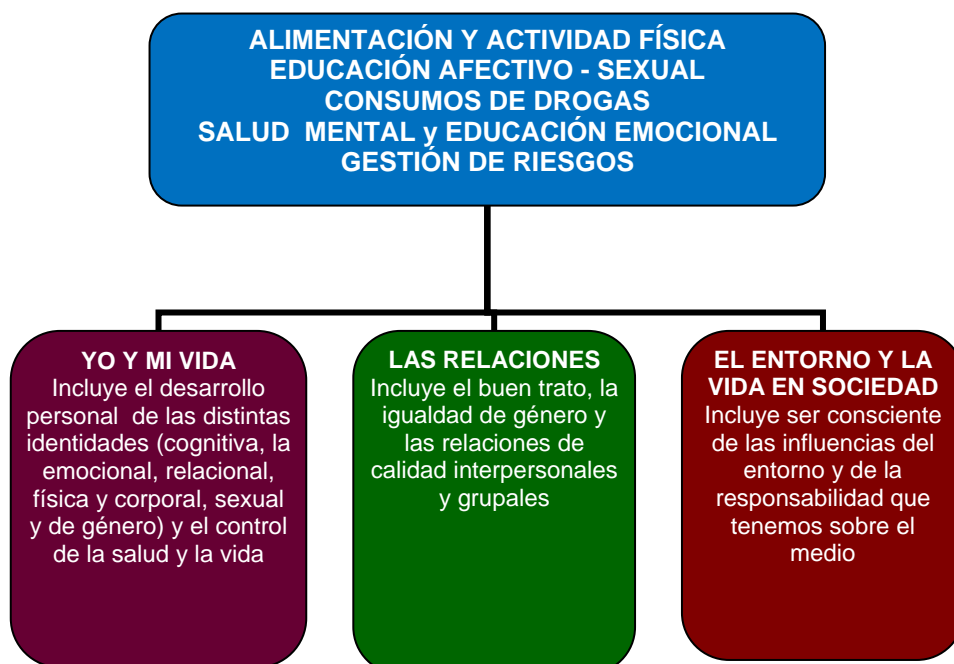 ALIMENTACIÓN Y ACTIVIDAD FÍSICA
EDUCACIÓN AFECTIVO - SEXUAL
CONSUMOS DE DROGAS
SALUD MENTAL y EDUCACIÓN EMOCIONAL
GESTIÓN DE RIESGOS
YO Y MI VIDA
Incluye el desarrollo
personal de las distintas
identidades (cognitiva, la
emocional, relacional,
física y corporal, sexual
y de género) y el control
de la salud y la vida
LAS RELACIONES
Incluye el buen trato, la
igualdad de género y
las relaciones de
calidad interpersonales
y grupales
EL ENTORNO Y LA
VIDA EN SOCIEDAD
Incluye ser consciente
de las influencias del
entorno y de la
responsabilidad que
tenemos sobre el
medio